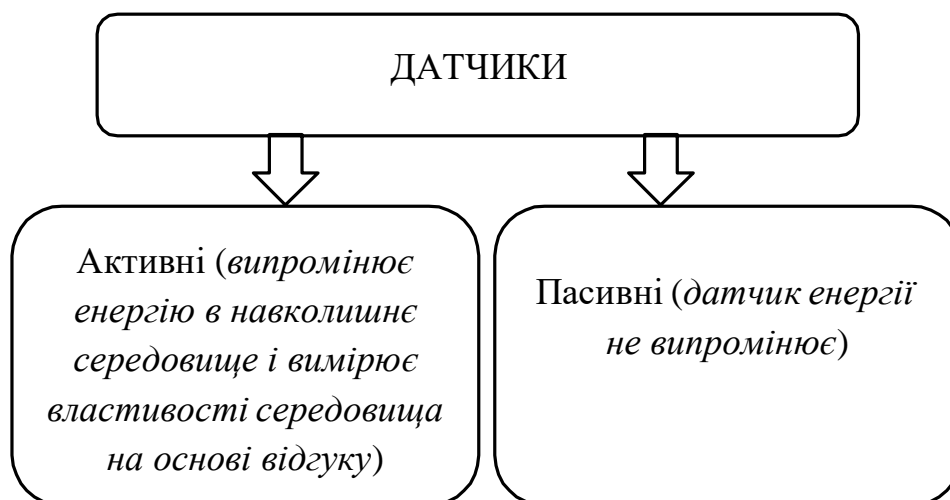 ДАТЧИКИ
Активні (випромінює
енергію в навколишнє
середовище і вимірює
властивості середовища
на основі відгуку)
Пасивні (датчик енергії
не випромінює)